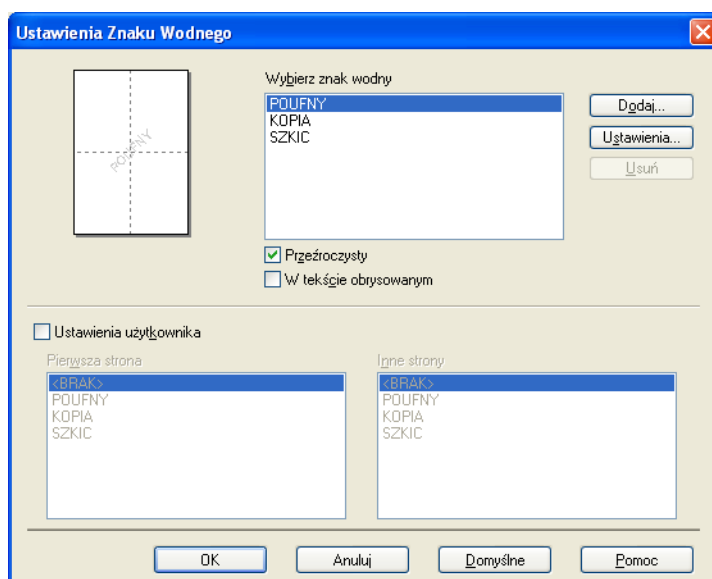 Ustawienia Znaku Wodnego
Wybierz znak wodny
POUFNY
POUFNY
KOPIA
SZKIC
Dodaj...
Ustawienia...
Usuń
Przeźroczysty
W tekście obrysowanym
Ustawienia użytkownika
Pierwsza strona
<BRAK>
POUFNY
KOPIA
SZKIC
Inne strony
<BRAK>
POUFNY
KOPIA
SZKIC
OK
Anuluj
Domyślne
Pomoc